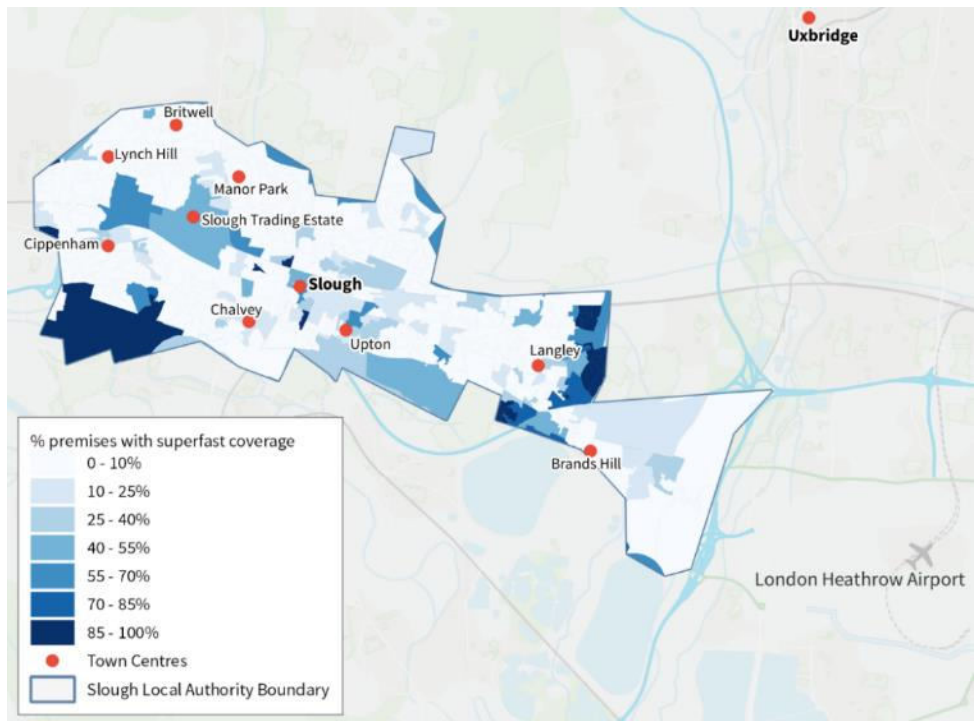 Uxbridge
Britwell
Lynch Hill
Manor Park
Slough Trading Estate
Cippenham
Slough
Chalvey
Upton
Langley
Brands Hill
London Heathrow Airport
% premises with superfast coverage
0 - 10%
10 - 25%
25 - 40%
40 - 55%
55 - 70%
70 - 85%
85 - 100%
Town Centres
Slough Local Authority Boundary